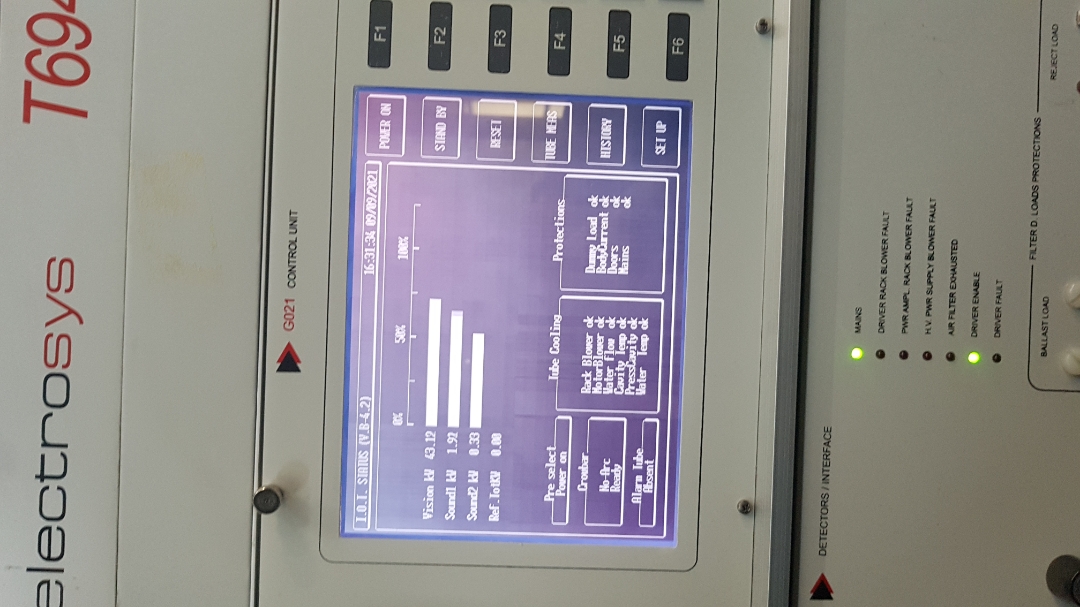 electrosys
T694
G021 CONTROL UNIT
I.O.T. STATUS (V.B-4.2) 16:31:34 09/09/2021
0% 50% 100%
Vision kW 43.12
Sound1 kW 1.92
Sound2 kW 0.33
Ref.TotKW 0.00
Pre select
Power on
Crowbar
No-Arc
Ready
Alarm Tube
Absent
Tube Cooling
Rack Blower ok
MotorBlower ok
Water flow ok
Cavity Temp ok
PressCavity ok
Water Temp ok
Protections
Dummy Load ok
BodyCurrent ok
Doors ok
Mains ok
POWER ON
STAND BY
RESET
TUBE MEAS
HISTORY
SET UP
F1
F2
F3
F4
F5
F6
DETECTORS / INTERFACE
MAINS
DRIVER RACK BLOWER FAULT
PWR AMPL. RACK BLOWER FAULT
H.V. PWR SUPPLY BLOWER FAULT
AIR FILTER EXHAUSTED
DRIVER ENABLE
DRIVER FAULT
FILTER D. LOADS PROTECTIONS
BALLAST LOAD
REJECT LOAD